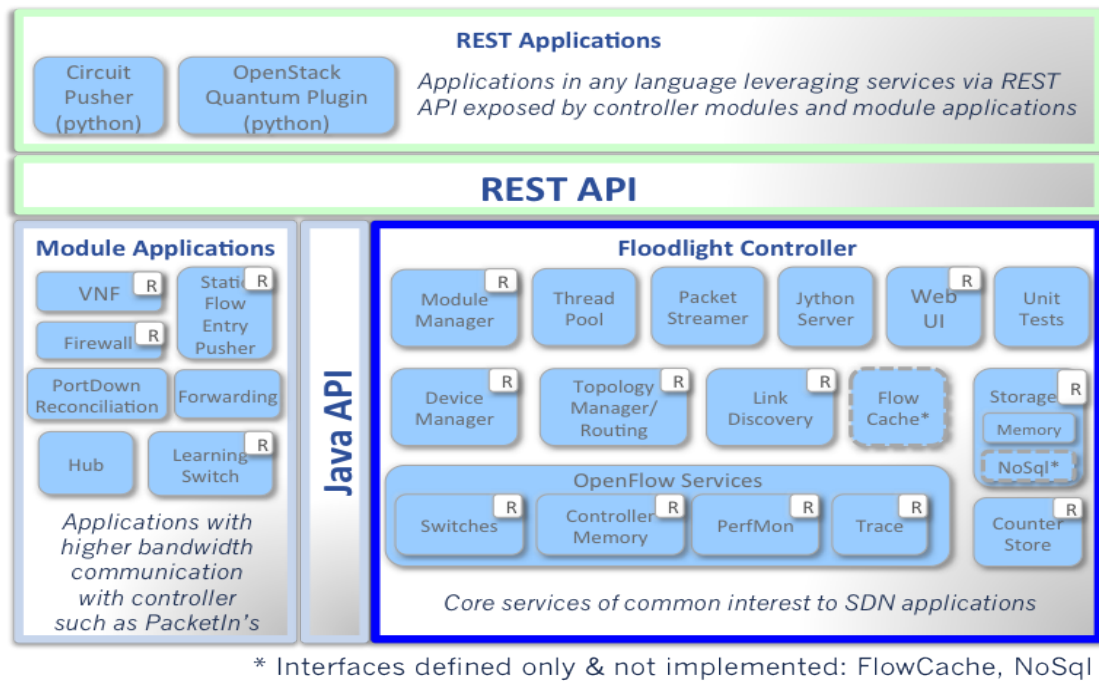 REST Applications
Circuit
Pusher
(python)
OpenStack
Quantum Plugin
(python)
Applications in any language leveraging services via REST
API exposed by controller modules and module applications
REST API
Module Applications
VNF R
Static R
Flow
Entry
Pusher
Firewall R
PortDown
Reconciliation
Forwarding
Hub
Learning R
Switch
Applications with
higher bandwidth
communication
with controller
such as PacketIn's
Java API
Floodlight Controller
Module R
Manager
Thread
Pool
Packet
Streamer
Jython
Server
Web R
UI
Unit
Tests
Device R
Manager
Topology R
Manager/
Routing
Link R
Discovery
Flow
Cache*
Storage R
Memory
NoSql*
OpenFlow Services
Switches R
Controller R
Memory
PerfMon R
Trace R
Counter R
Store
Core services of common interest to SDN applications
* Interfaces defined only & not implemented: FlowCache, NoSql